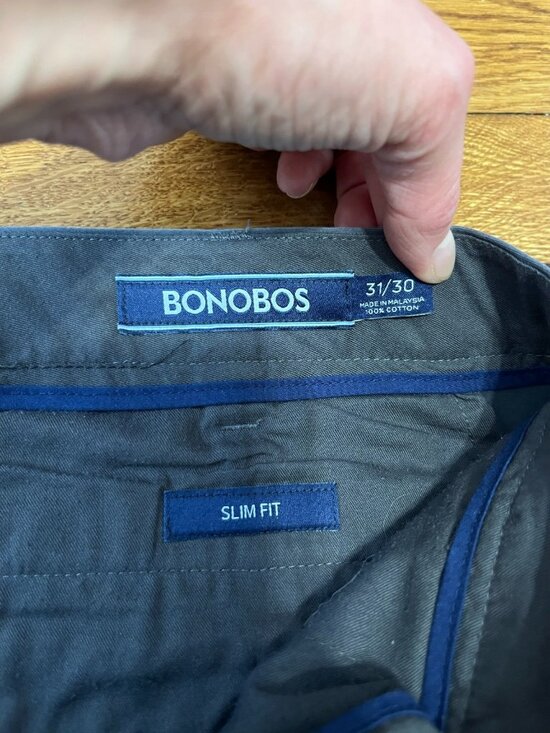 BONOBOS
31/30
MADE IN MALAYSIA
100% COTTON
SLIM FIT